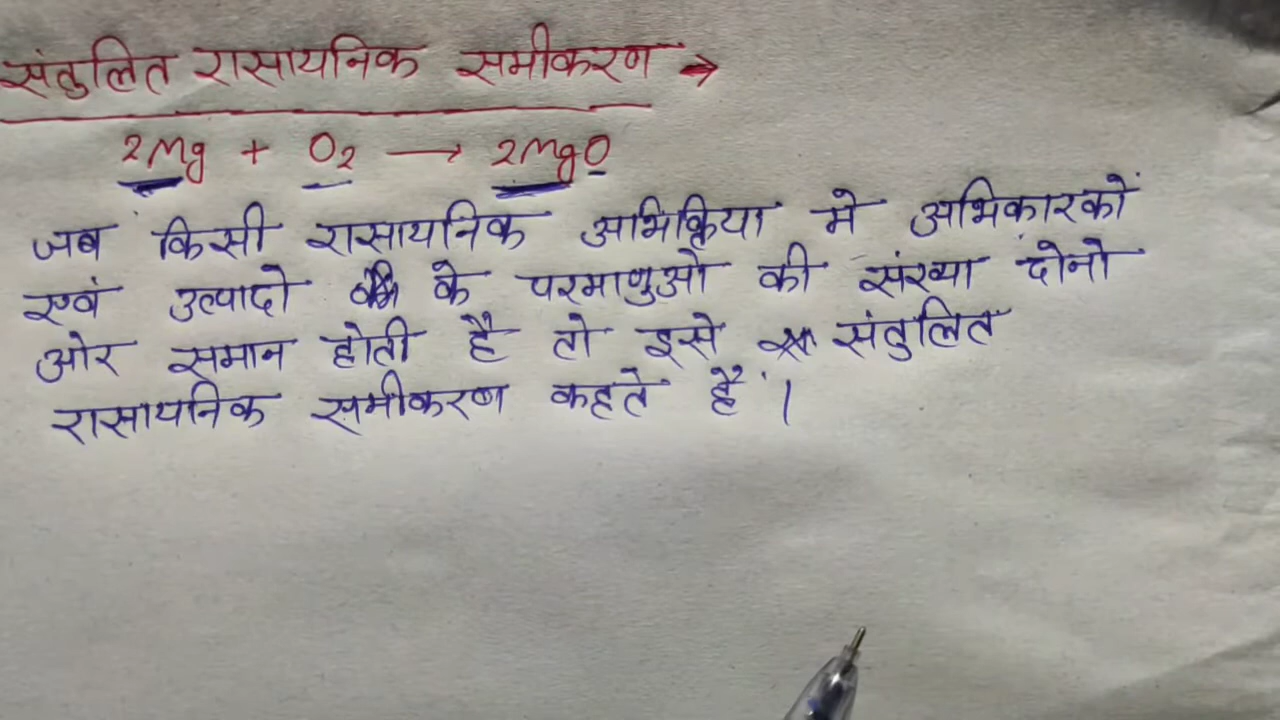 संतुलित रासायनिक समीकरण →
2Mg + O₂ → 2MgO
जब किसी रासायनिक अभिक्रिया मे अभिकारकों
एवं उत्पादो के परमाणुओ की संख्या दोनो
ओर समान होती है तो इसे संतुलित
रासायनिक समीकरण कहते है।